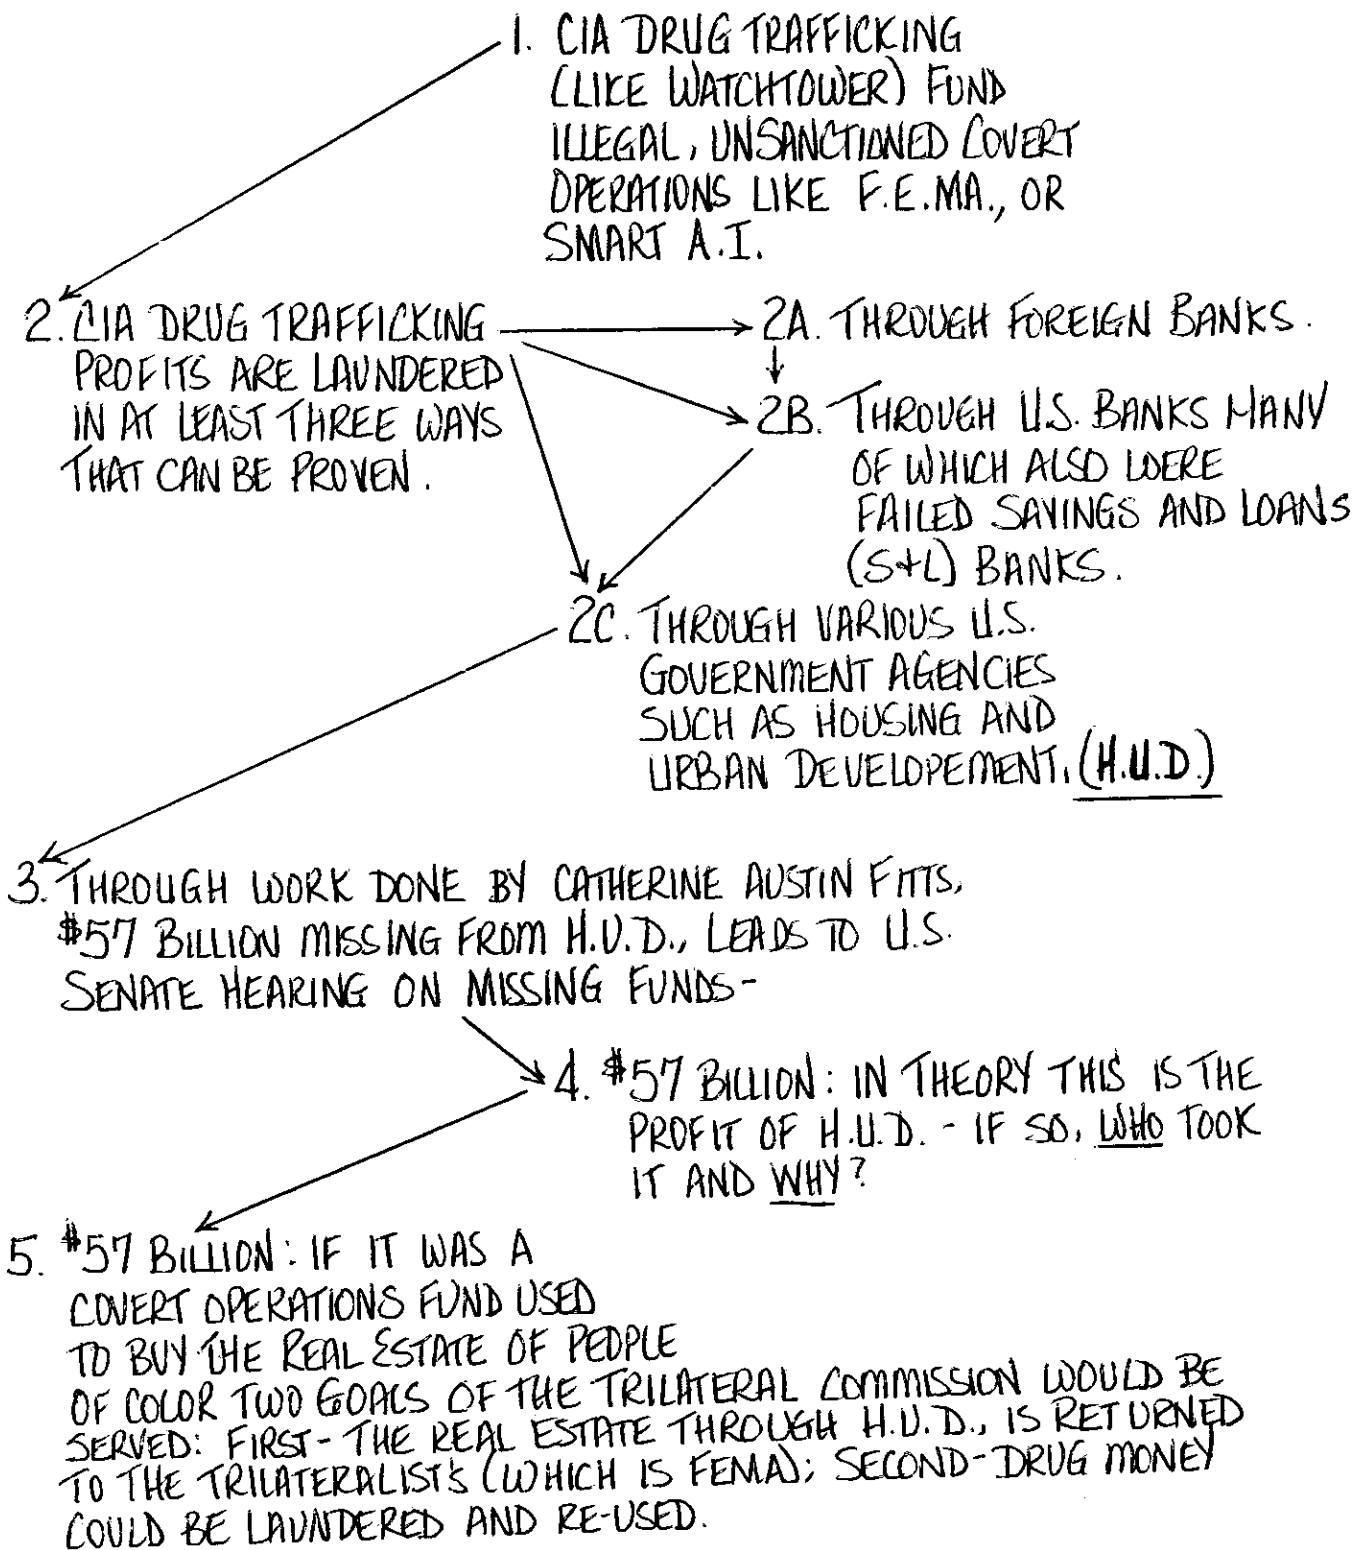 1. CIA DRUG TRAFFICKING
(LIKE WATCHTOWER) FUND
ILLEGAL, UNSANCTIONED COVERT
OPERATIONS LIKE F.E.MA., OR
SMART A.I.
2. CIA DRUG TRAFFICKING
PROFITS ARE LAUNDERED
IN AT LEAST THREE WAYS
THAT CAN BE PROVEN.
2A. THROUGH FOREIGN BANKS.
2B. THROUGH U.S. BANKS MANY
OF WHICH ALSO WERE
FAILED SAVINGS AND LOANS
(S+L) BANKS.
2C. THROUGH VARIOUS U.S.
GOVERNMENT AGENCIES
SUCH AS HOUSING AND
URBAN DEVELOPEMENT. (H.U.D.)
3. THROUGH WORK DONE BY CATHERINE AUSTIN FITTS,
$57 BILLION MISSING FROM H.U.D., LEADS TO U.S.
SENATE HEARING ON MISSING FUNDS-
4. $57 BILLION: IN THEORY THIS IS THE
PROFIT OF H.U.D. - IF SO, WHO TOOK
IT AND WHY?
5. $57 BILLION: IF IT WAS A
COVERT OPERATIONS FUND USED
TO BUY THE REAL ESTATE OF PEOPLE
OF COLOR TWO GOALS OF THE TRILATERAL COMMISSION WOULD BE
SERVED: FIRST- THE REAL ESTATE THROUGH H.U.D., IS RETURNED
TO THE TRILATERALISTS (WHICH IS FEMA); SECOND-DRUG MONEY
COULD BE LAUNDERED AND RE-USED.